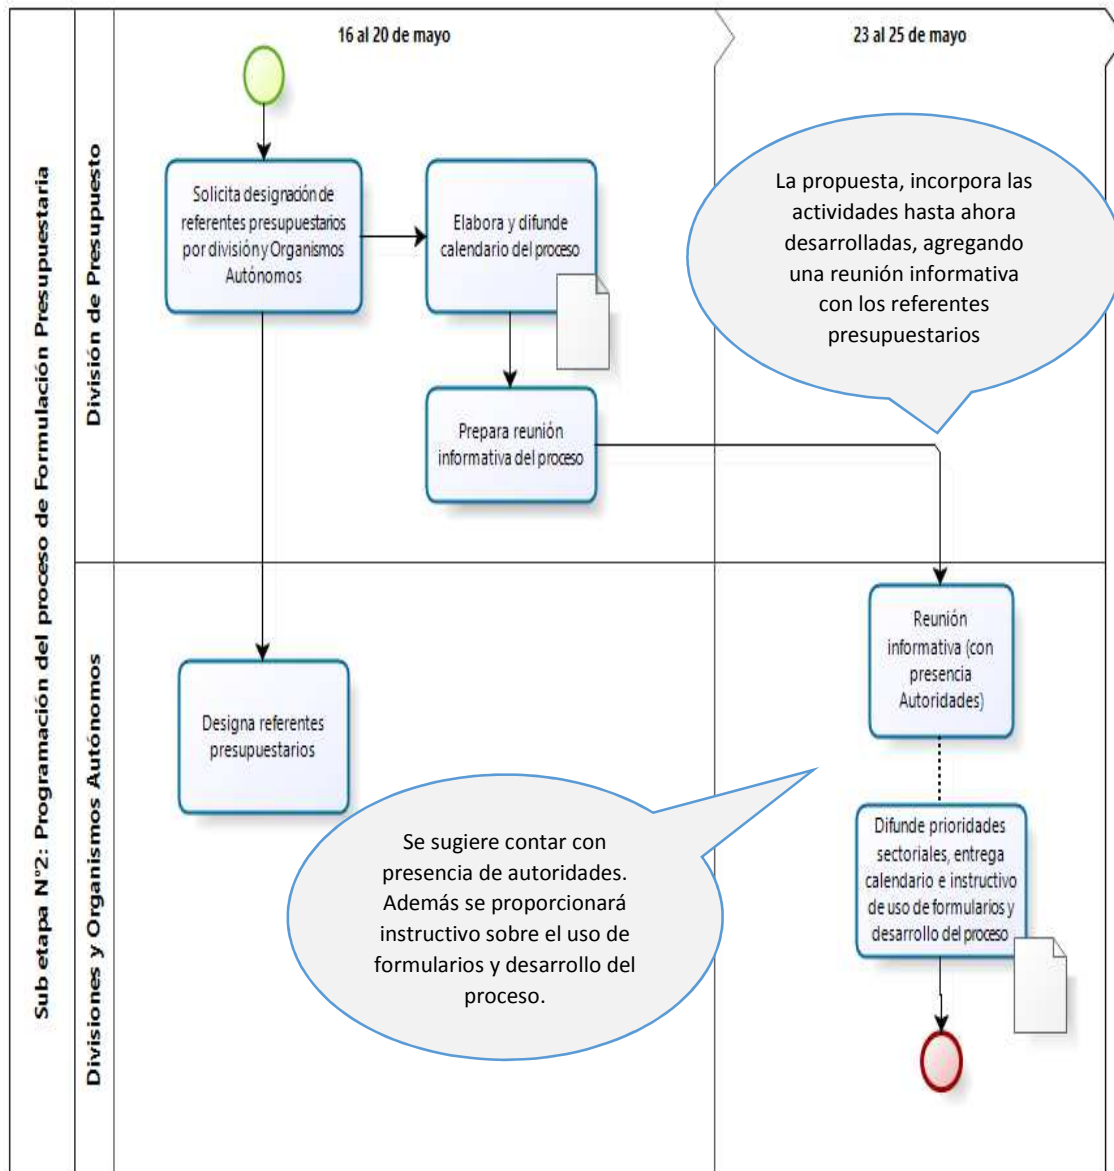 Sub etapa N°2: Programación del proceso de Formulación Presupuestaria
División de Presupuesto
16 al 20 de mayo
23 al 25 de mayo
Solicita designación de
referentes presupuestarios
por división y Organismos
Autónomos
Elabora y difunde
calendario del proceso
Prepara reunión
informativa del proceso
La propuesta, incorpora las
actividades hasta ahora
desarrolladas, agregando
una reunión informativa
con los referentes
presupuestarios
Divisiones y Organismos Autónomos
Designa referentes
presupuestarios
Reunión
informativa (con
presencia
Autoridades)
Se sugiere contar con
presencia de autoridades.
Además se proporcionará
instructivo sobre el uso de
formularios y desarrollo del
proceso.
Difunde prioridades
sectoriales, entrega
calendario e instructivo
de uso de formularios y
desarrollo del proceso